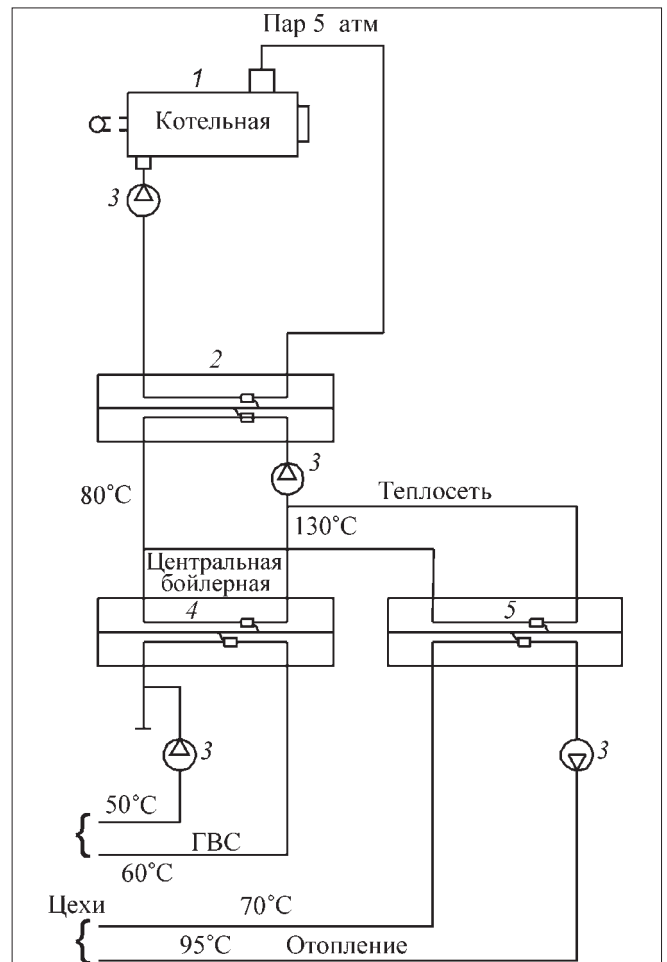 Пар 5 атм
1
Котельная
3
2
3
80°C
Теплосеть
130°C
Центральная
бойлерная
4
5
3
3
50°C
ГВС
60°C
Цехи
70°C
95°C
Отопление